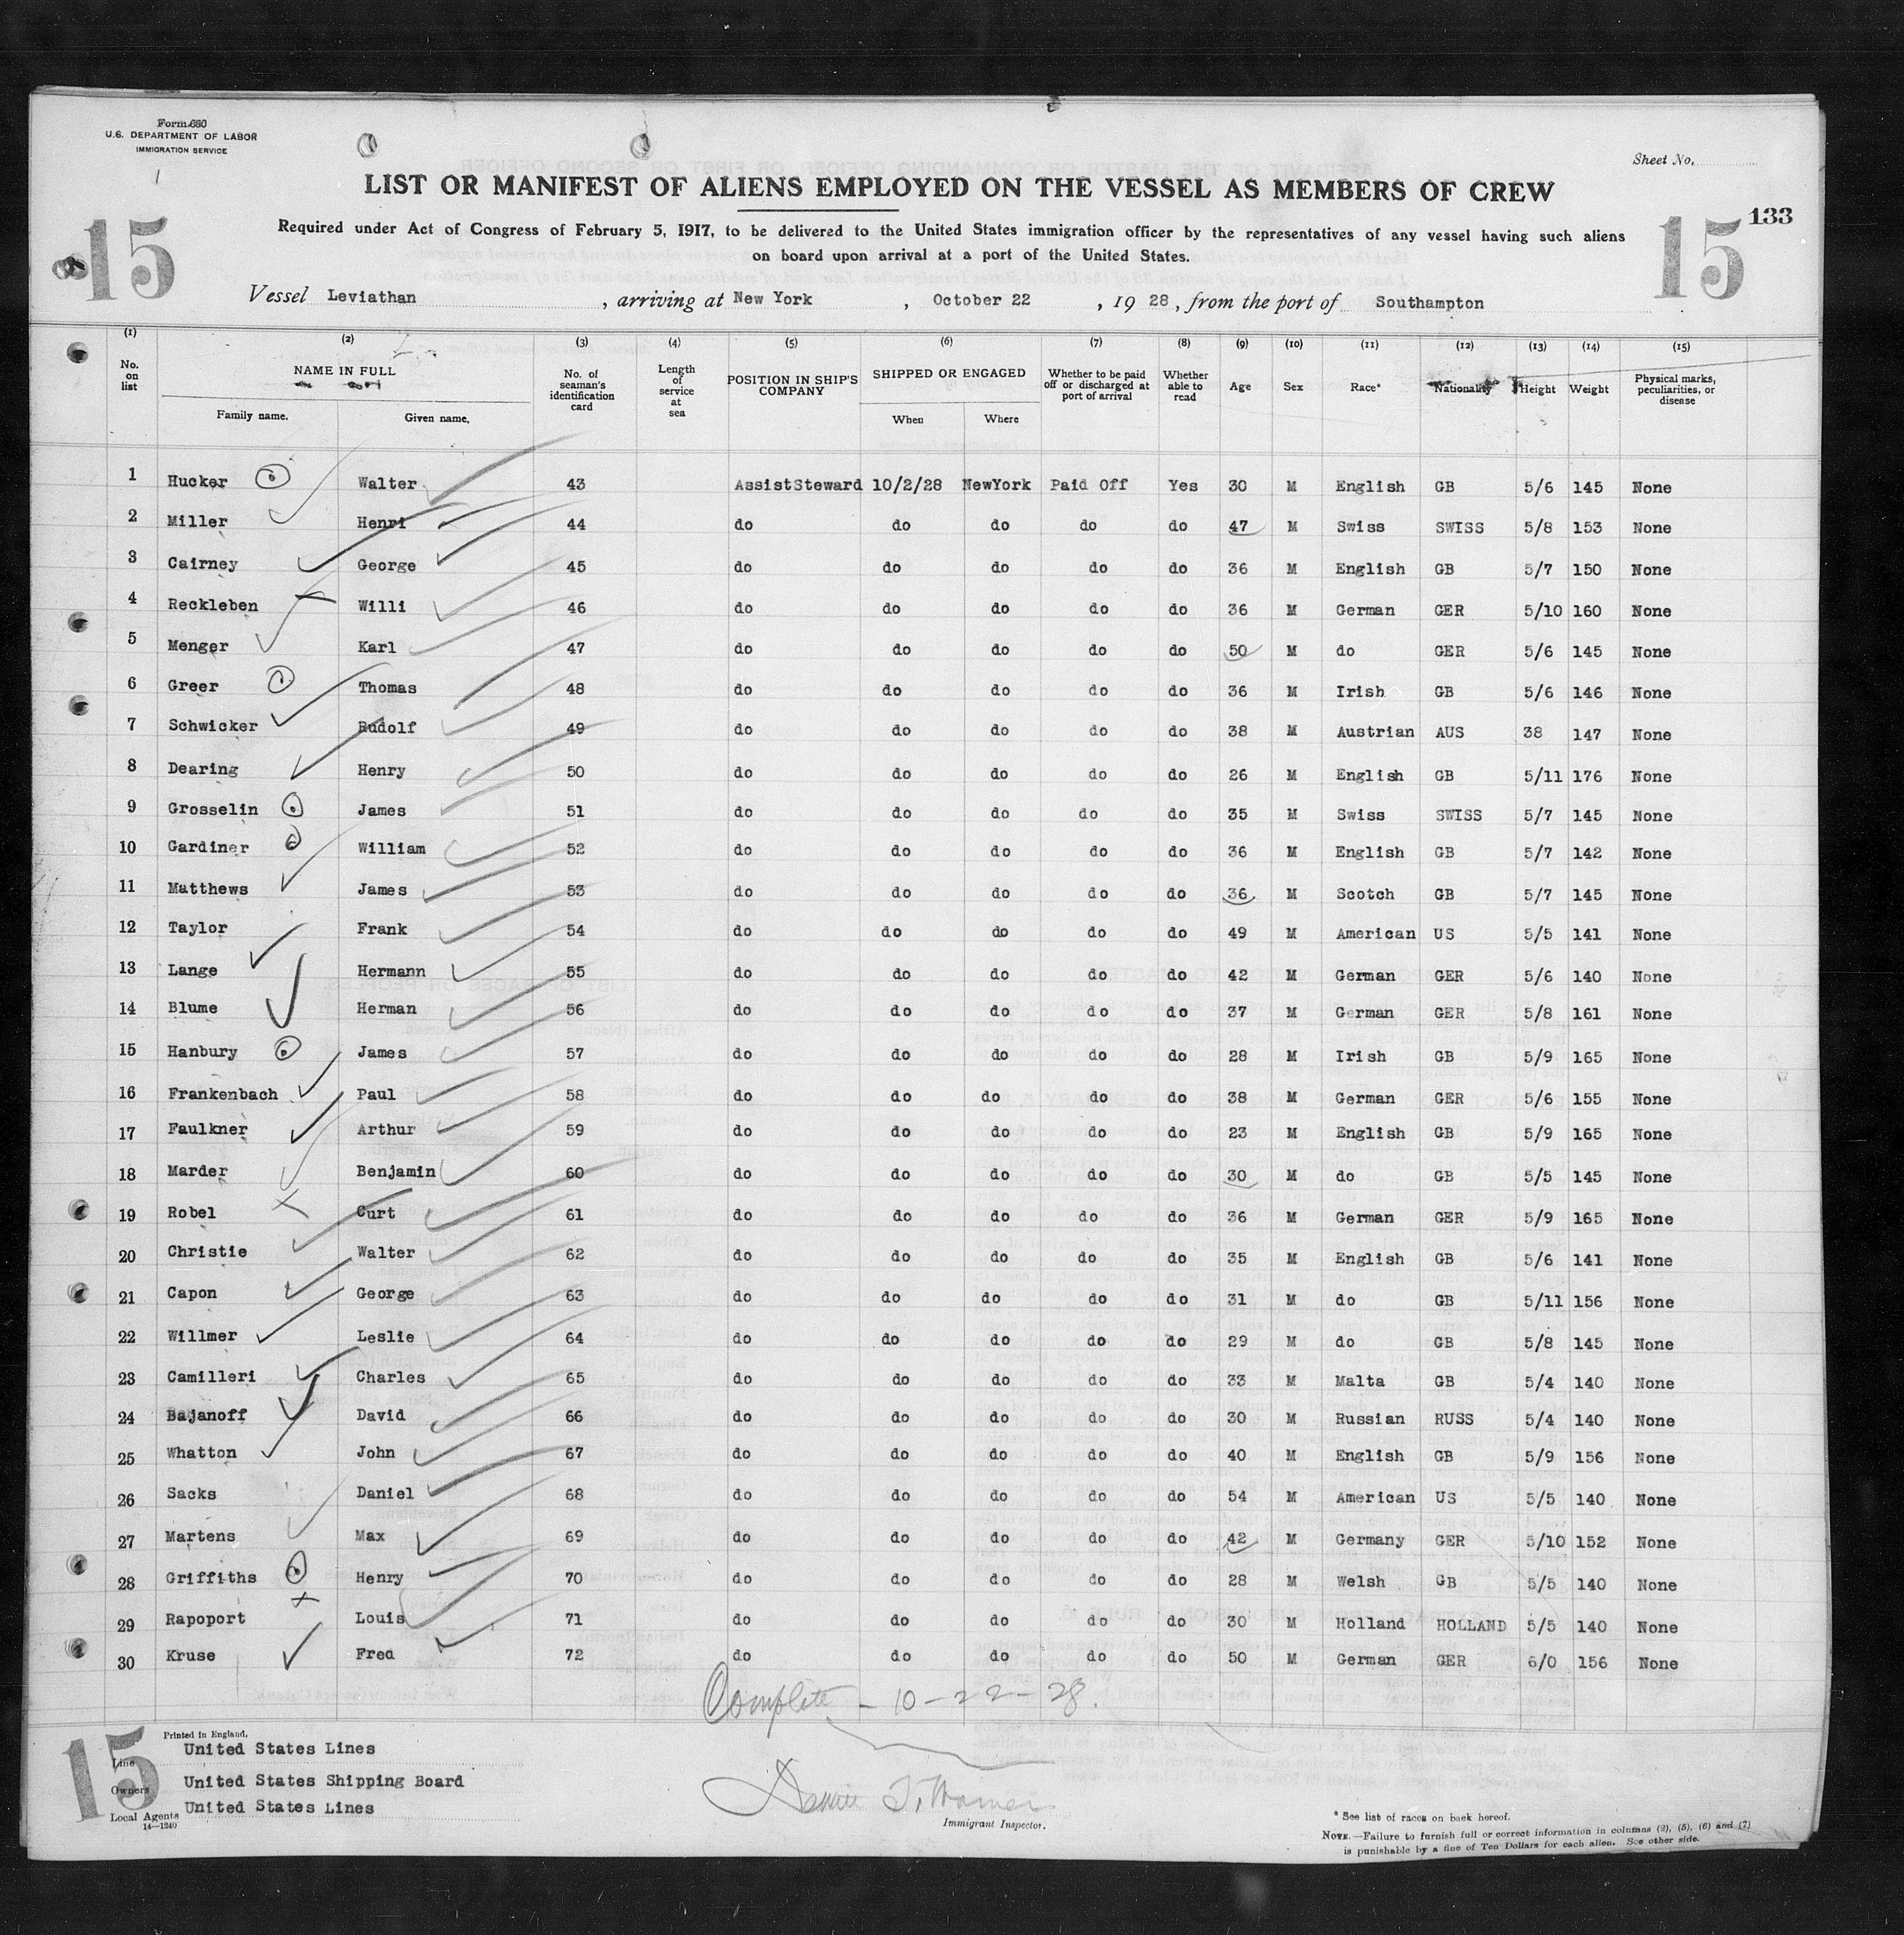 Form 680
U.S. DEPARTMENT OF LABOR
IMMIGRATION SERVICE
Sheet No.
LIST OR MANIFEST OF ALIENS EMPLOYED ON THE VESSEL AS MEMBERS OF CREW
15 15 133
Required under Act of Congress of February 5, 1917, to be delivered to the United States immigration officer by the representatives of any vessel having such aliens
on board upon arrival at a port of the United States.
Vessel Leviathan, arriving at New York, October 22, 1928, from the port of Southampton
(1) (2) (3) (4) (5) (6) (7) (8) (9) (10) (11) (12) (13) (14) (15)
No. on list NAME IN FULL Family name. Given name. No. of seaman's identification card Length of service at sea POSITION IN SHIP'S COMPANY SHIPPED OR ENGAGED When Where Whether to be paid off or discharged at port of arrival Whether able to read Age Sex Race* Nationality Height Weight Physical marks, peculiarities, or disease
1 Hucker Walter 43 AssistSteward 10/2/28 NewYork Paid Off Yes 30 M English GB 5/6 145 None
2 Miller Henri 44 do do do do do 47 M Swiss SWISS 5/8 153 None
3 Cairney George 45 do do do do do 36 M English GB 5/7 150 None
4 Reckleben Willi 46 do do do do do 36 M German GER 5/10 160 None
5 Menger Karl 47 do do do do do 50 M do GER 5/6 145 None
6 Greer Thomas 48 do do do do do 36 M Irish GB 5/6 146 None
7 Schwicker Rudolf 49 do do do do do 38 M Austrian AUS 38 147 None
8 Dearing Henry 50 do do do do do 26 M English GB 5/11 176 None
9 Grosselin James 51 do do do do do 35 M Swiss SWISS 5/7 145 None
10 Gardiner William 52 do do do do do 36 M English GB 5/7 142 None
11 Matthews James 53 do do do do do 36 M Scotch GB 5/7 145 None
12 Taylor Frank 54 do do do do do 49 M American US 5/5 141 None
13 Lange Hermann 55 do do do do do 42 M German GER 5/6 140 None
14 Blume Herman 56 do do do do do 37 M German GER 5/8 161 None
15 Hanbury James 57 do do do do do 28 M Irish GB 5/9 165 None
16 Frankenbach Paul 58 do do do do do 38 M German GER 5/6 155 None
17 Faulkner Arthur 59 do do do do do 23 M English GB 5/9 165 None
18 Marder Benjamin 60 do do do do do 30 M do GB 5/5 145 None
19 Robel Curt 61 do do do do do 36 M German GER 5/9 165 None
20 Christie Walter 62 do do do do do 35 M English GB 5/6 141 None
21 Capon George 63 do do do do do 31 M do GB 5/11 156 None
22 Willmer Leslie 64 do do do do do 29 M do GB 5/8 145 None
23 Camilleri Charles 65 do do do do do 33 M Malta GB 5/4 140 None
24 Bajanoff David 66 do do do do do 30 M Russian RUSS 5/4 140 None
25 Whatton John 67 do do do do do 40 M English GB 5/9 156 None
26 Sacks Daniel 68 do do do do do 54 M American US 5/5 140 None
27 Martens Max 69 do do do do do 42 M Germany GER 5/10 152 None
28 Griffiths Henry 70 do do do do do 28 M Welsh GB 5/5 140 None
29 Rapoport Louis 71 do do do do do 30 M Holland HOLLAND 5/5 140 None
30 Kruse Fred 72 do do do do do 50 M German GER 6/0 156 None
Complete - 10-22-28.
15
Printed in England.
Line United States Lines
Owners United States Shipping Board
Local Agents United States Lines
14—1240
Immigrant Inspector.
* See list of races on back hereof.
NOTE.—Failure to furnish full or correct information in columns (2), (5), (6) and (7)
is punishable by a fine of Ten Dollars for each alien. See other side.